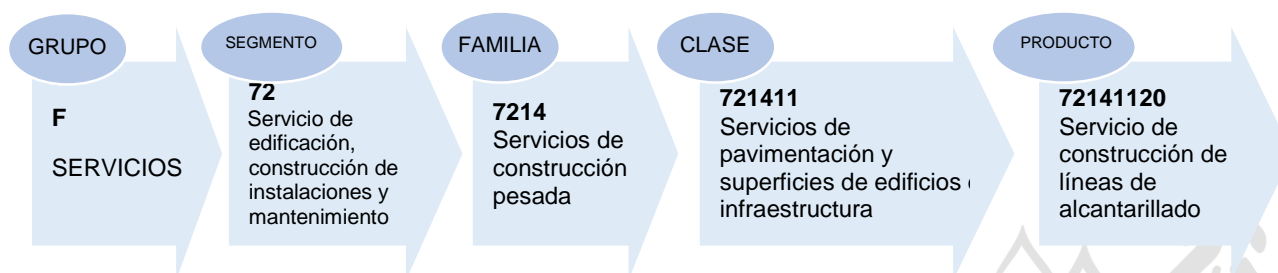 GRUPO
F
SERVICIOS
SEGMENTO
72
Servicio de
edificación,
construcción de
instalaciones y
mantenimiento
FAMILIA
7214
Servicios de
construcción
pesada
CLASE
721411
Servicios de
pavimentación y
superficies de edificios
infraestructura
PRODUCTO
72141120
Servicio de
construcción de
líneas de
alcantarillado